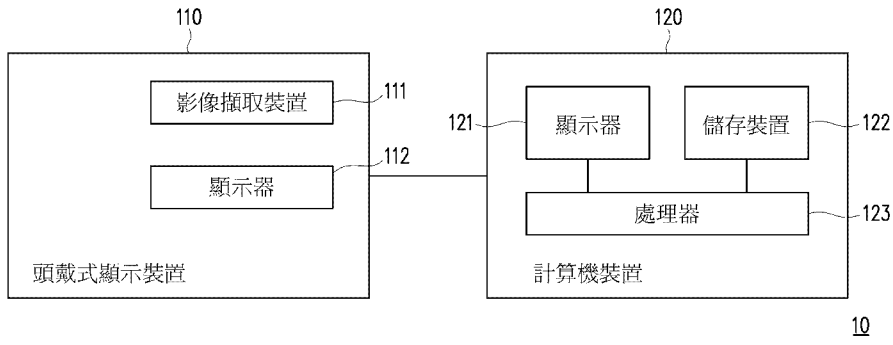 110
影像擷取裝置
111
顯示器
112
頭戴式顯示裝置
120
121
顯示器
儲存裝置
122
處理器
123
計算機裝置
10